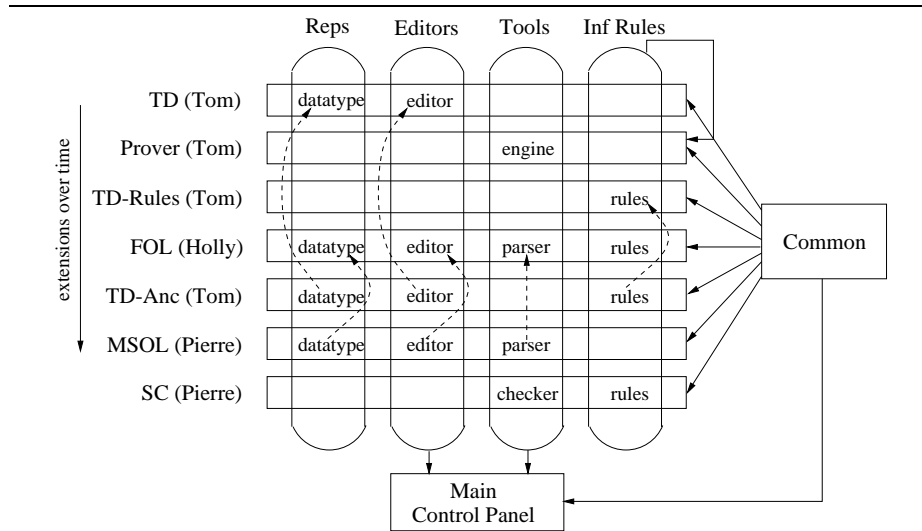 Reps Editors Tools Inf Rules
TD (Tom) datatype editor
Prover (Tom) engine
TD-Rules (Tom) rules
FOL (Holly) datatype editor parser rules
Common
TD-Anc (Tom) datatype editor rules
MSOL (Pierre) datatype editor parser
SC (Pierre) checker rules
extensions over time
Main
Control Panel